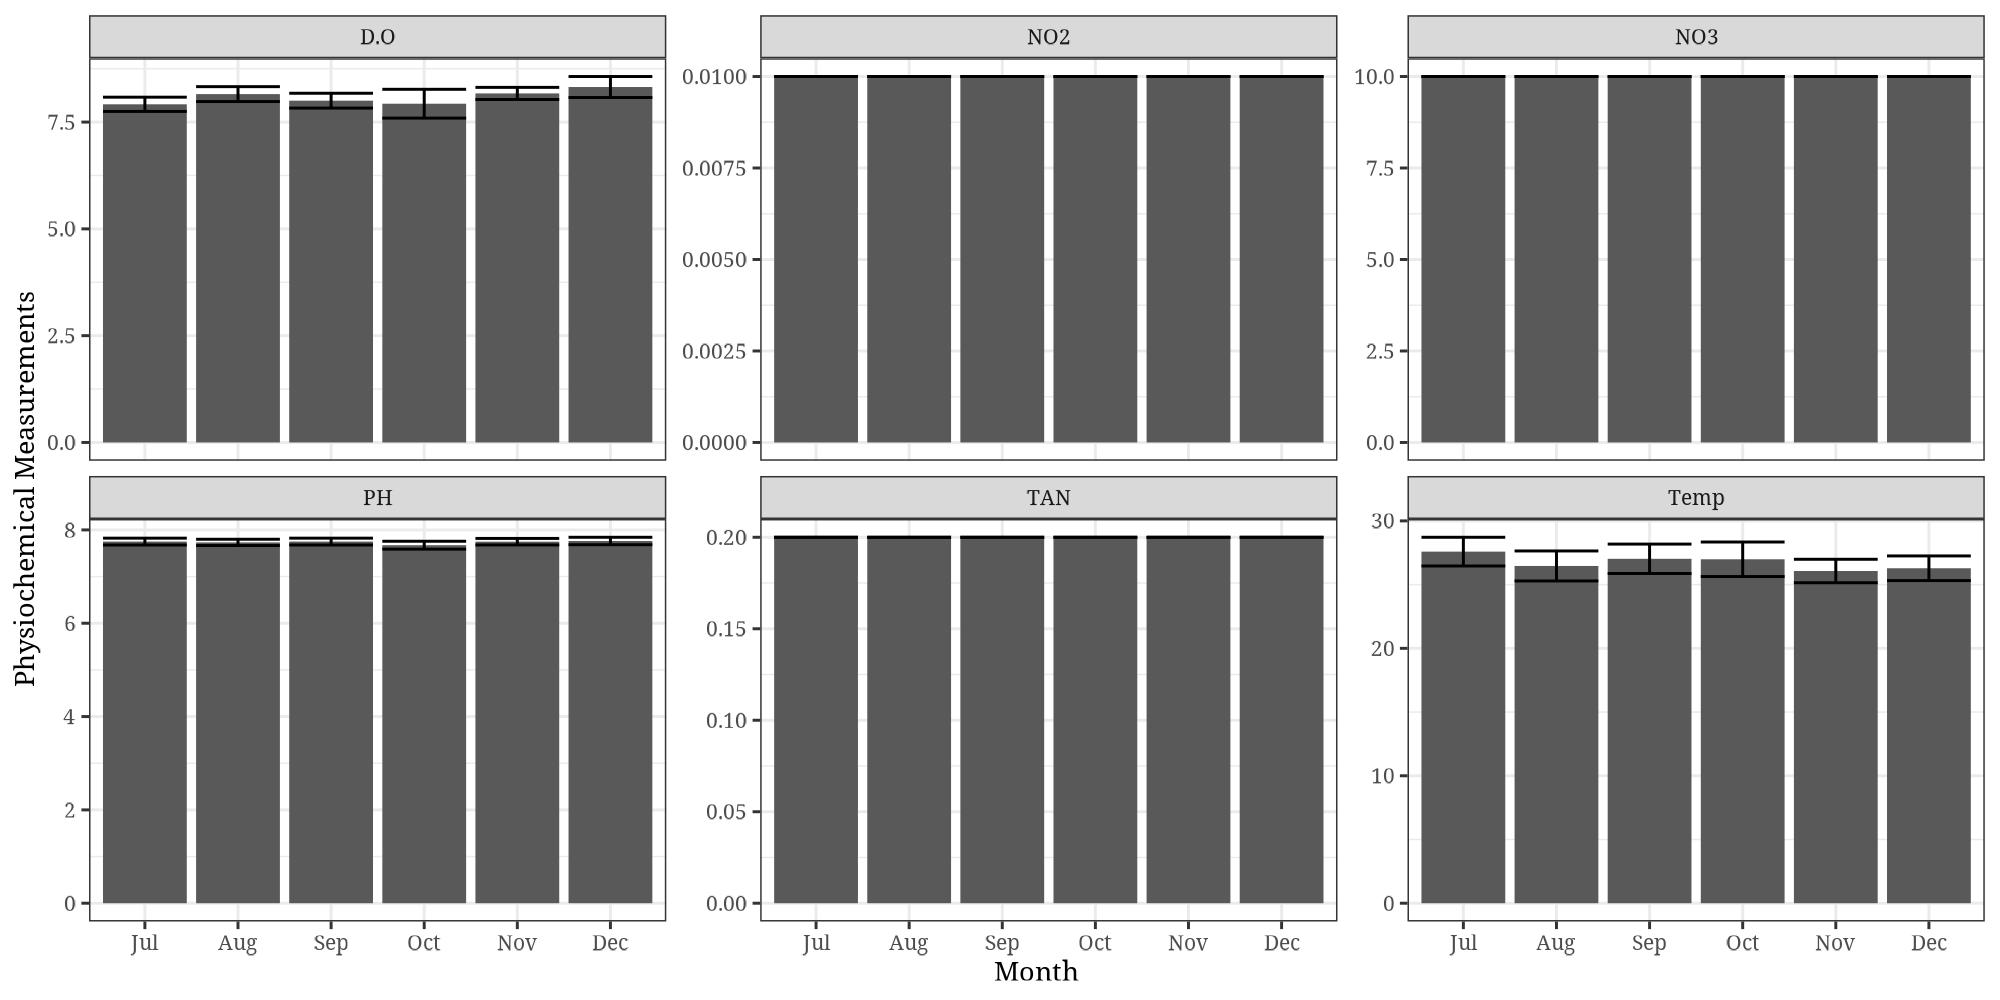 D.O
NO2
NO3
7.5
5.0
2.5
0.0
0.0100
0.0075
0.0050
0.0025
0.0000
10.0
7.5
5.0
2.5
0.0
Physiochemical Measurements
PH
TAN
Temp
8
6
4
2
0
0.20
0.15
0.10
0.05
0.00
30
20
10
0
Jul Aug Sep Oct Nov Dec
Jul Aug Sep Oct Nov Dec
Jul Aug Sep Oct Nov Dec
Month